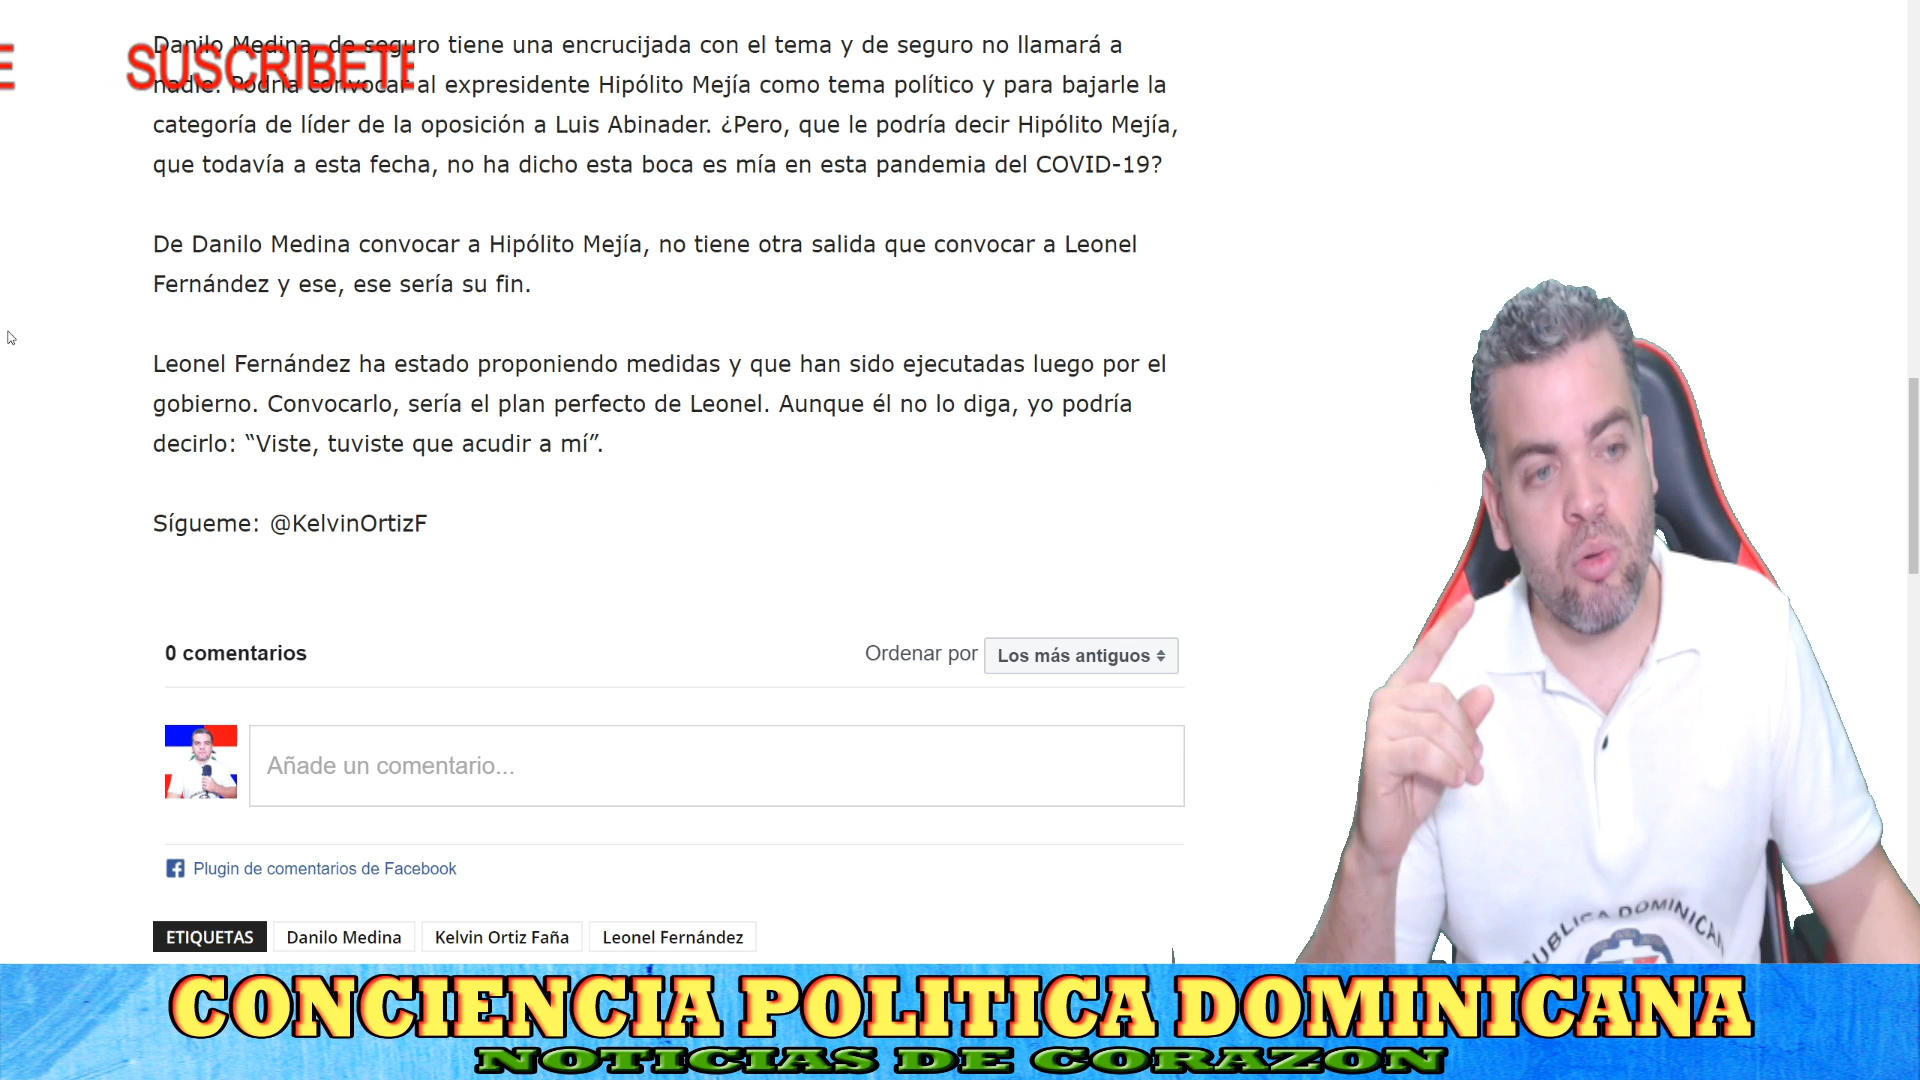 Danilo Medina, de seguro tiene una encrucijada con el tema y de seguro no llamará a
SUSCRIBETE
nadie. Podría convocar al expresidente Hipólito Mejía como tema político y para bajarle la
categoría de líder de la oposición a Luis Abinader. ¿Pero, que le podría decir Hipólito Mejía,
que todavía a esta fecha, no ha dicho esta boca es mía en esta pandemia del COVID-19?
De Danilo Medina convocar a Hipólito Mejía, no tiene otra salida que convocar a Leonel
Fernández y ese, ese sería su fin.
Leonel Fernández ha estado proponiendo medidas y que han sido ejecutadas luego por el
gobierno. Convocarlo, sería el plan perfecto de Leonel. Aunque él no lo diga, yo podría
decirlo: “Viste, tuviste que acudir a mí”.
Sígueme: @KelvinOrtizF
0 comentarios
Ordenar por Los más antiguos
Añade un comentario...
Plugin de comentarios de Facebook
ETIQUETAS Danilo Medina Kelvin Ortiz Faña Leonel Fernández
CONCIENCIA POLITICA DOMINICANA
NOTICIAS DE CORAZON